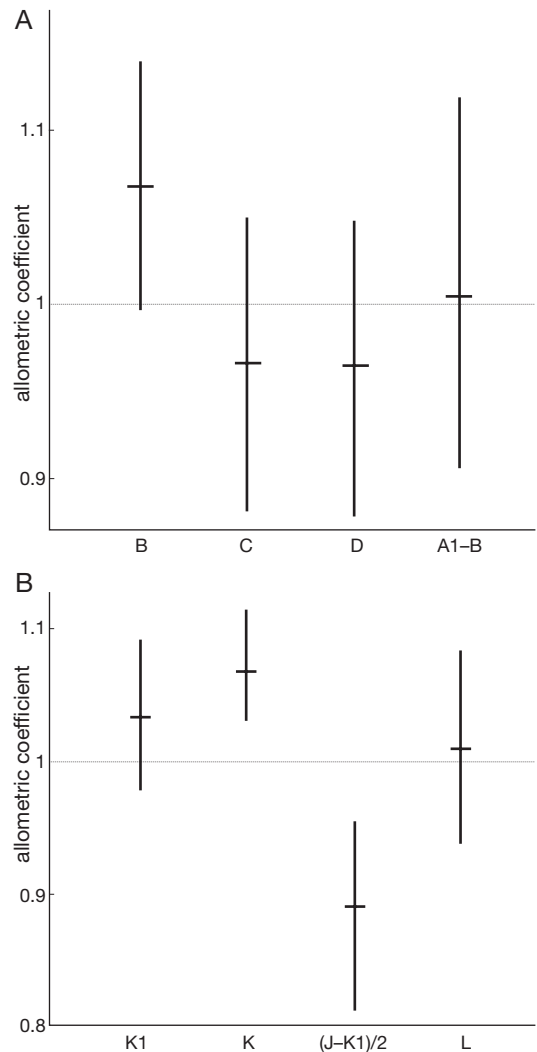 A
allometric coefficient
1.1
1
0.9
B C D A1–B
B
allometric coefficient
1.1
1
0.9
0.8
K1 K (J–K1)/2 L